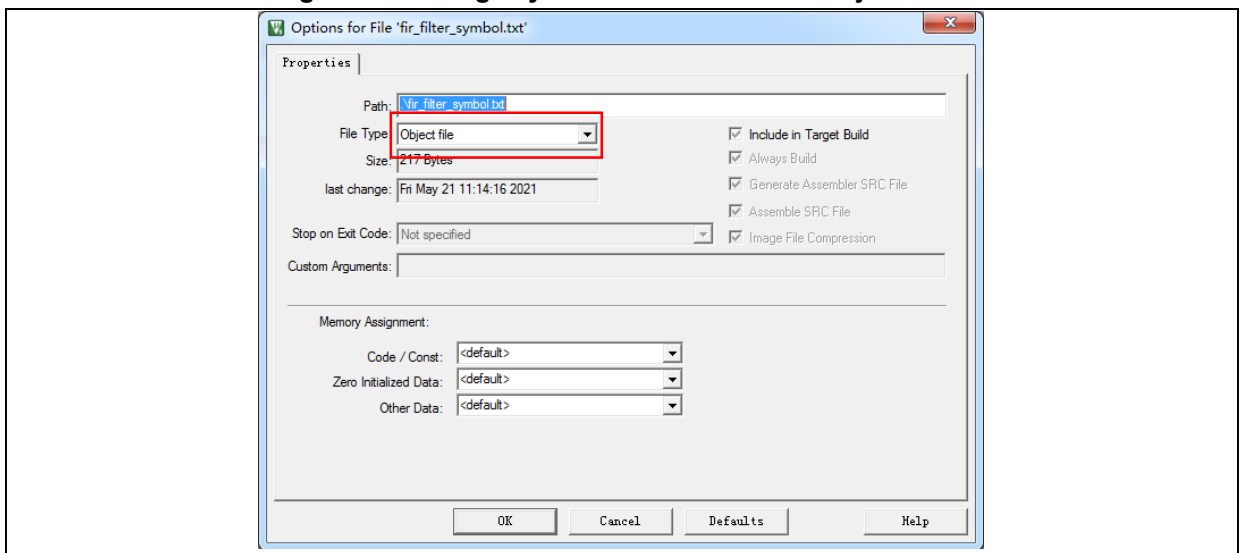 Options for File 'fir_filter_symbol.txt'
Properties
Path: .\fir_filter_symbol.txt
File Type: Object file
Include in Target Build
Size: 217 Bytes
Always Build
last change: Fri May 21 11:14:16 2021
Generate Assembler SRC File
Assemble SRC File
Stop on Exit Code: Not specified
Image File Compression
Custom Arguments:
Memory Assignment:
Code / Const: <default>
Zero Initialized Data: <default>
Other Data: <default>
OK Cancel Defaults Help